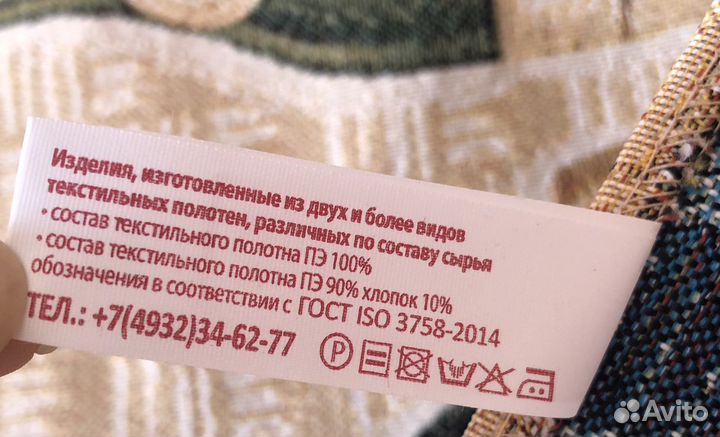 Изделия, изготовленные из двух и более видов
текстильных полотен, различных по составу сырья
• состав текстильного полотна ПЭ 100%
• состав текстильного полотна ПЭ 90% хлопок 10%
обозначения в соответствии с ГОСТ ISO 3758-2014
ТЕЛ.: +7(4932)34-62-77
P
Avito